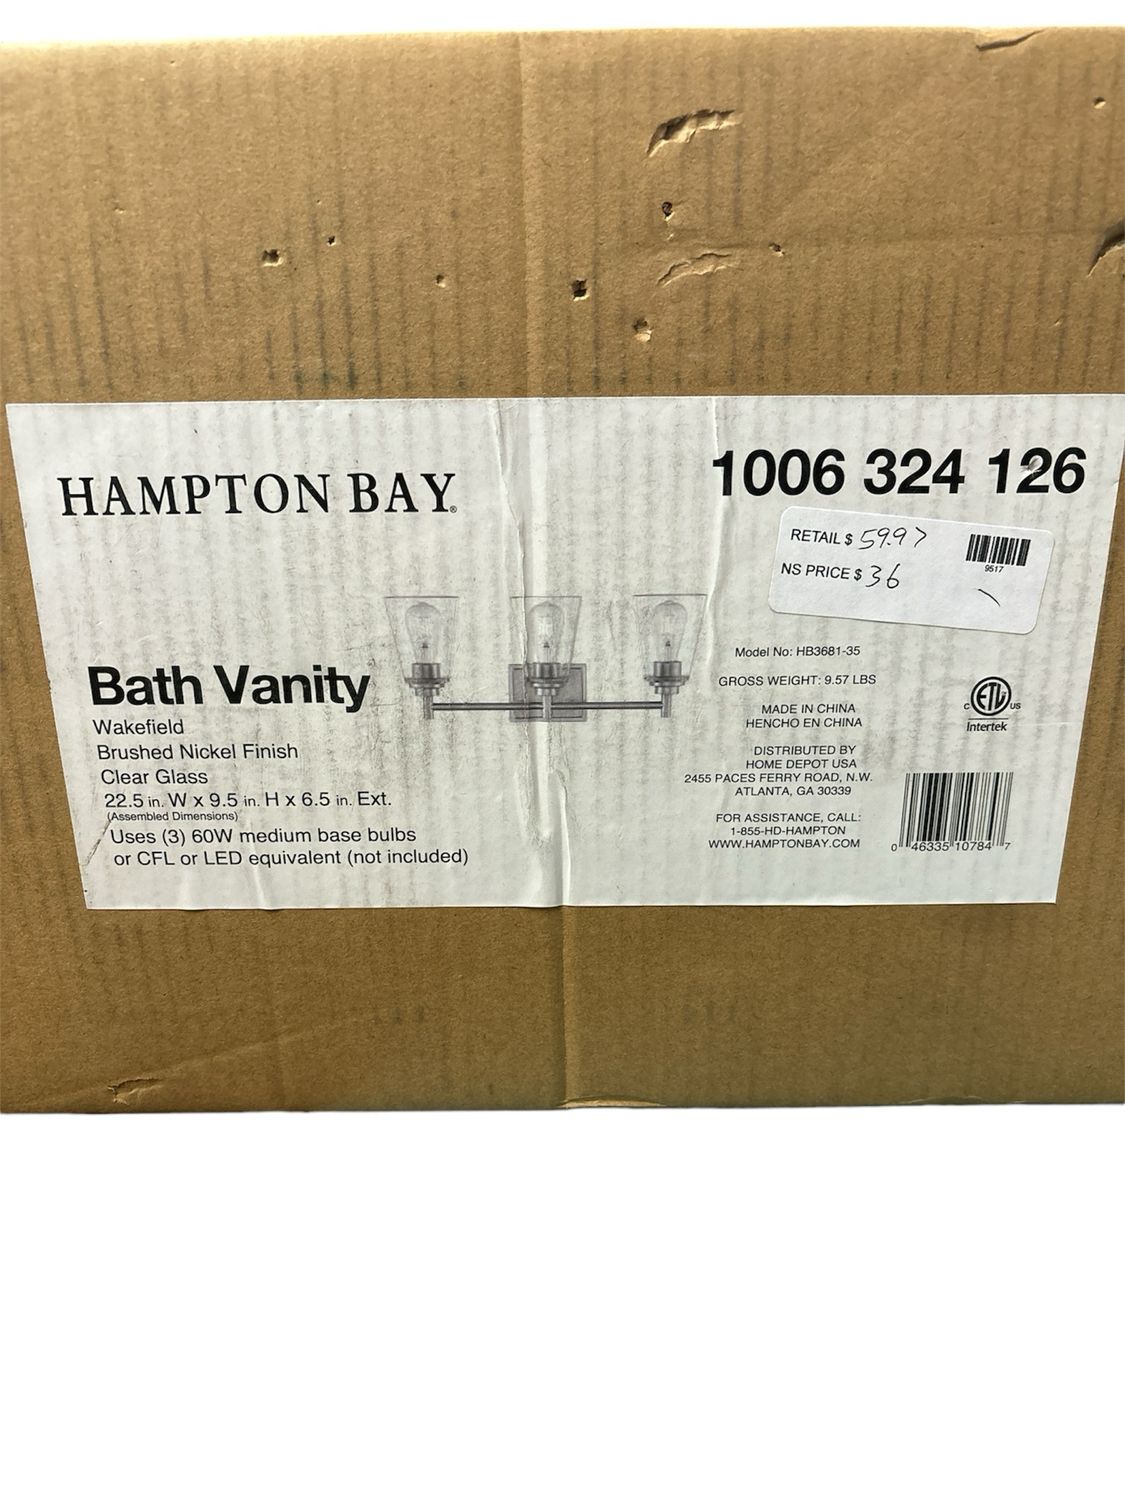 HAMPTON BAY®
1006 324 126
RETAIL $ 59.97
NS PRICE $ 36
9517
Bath Vanity
Wakefield
Brushed Nickel Finish
Clear Glass
22.5 in. W x 9.5 in. H x 6.5 in. Ext.
(Assembled Dimensions)
Uses (3) 60W medium base bulbs
or CFL or LED equivalent (not included)
Model No: HB3681-35
GROSS WEIGHT: 9.57 LBS
MADE IN CHINA
HENCHO EN CHINA
DISTRIBUTED BY
HOME DEPOT USA
2455 PACES FERRY ROAD, N.W.
ATLANTA, GA 30339
FOR ASSISTANCE, CALL:
1-855-HD-HAMPTON
WWW.HAMPTONBAY.COM
C ETL US
Intertek
0 46335 10784 7